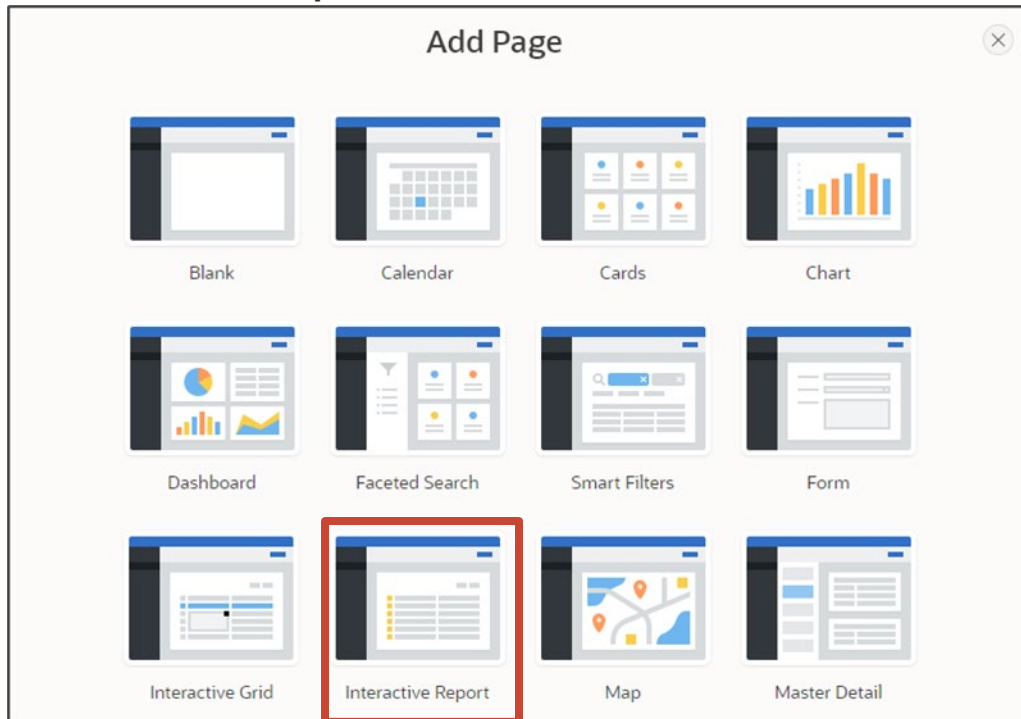 Add Page
Blank
Calendar
Cards
Chart
Dashboard
Faceted Search
Smart Filters
Form
Interactive Grid
Interactive Report
Map
Master Detail